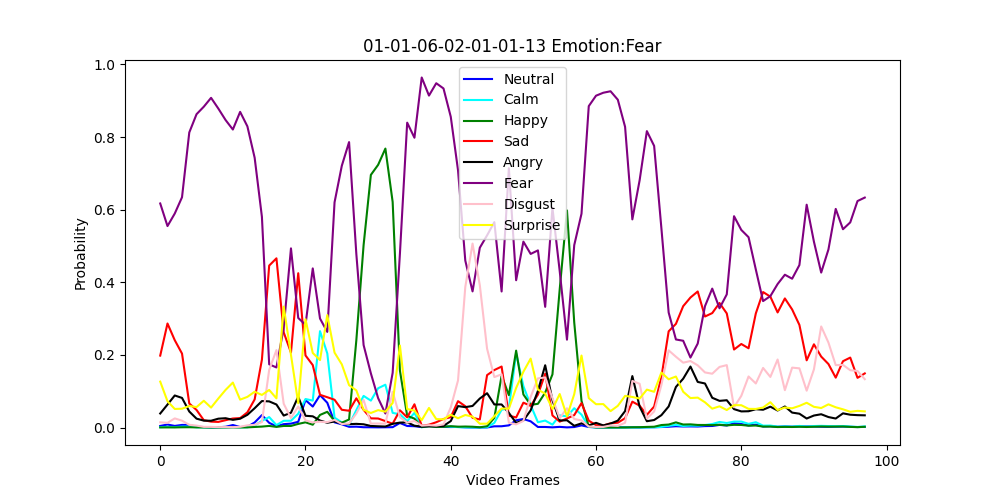 01-01-06-02-01-01-13 Emotion:Fear
Probability
1.0
0.8
0.6
0.4
0.2
0.0
Neutral
Calm
Happy
Sad
Angry
Fear
Disgust
Surprise
0 20 40 60 80 100
Video Frames